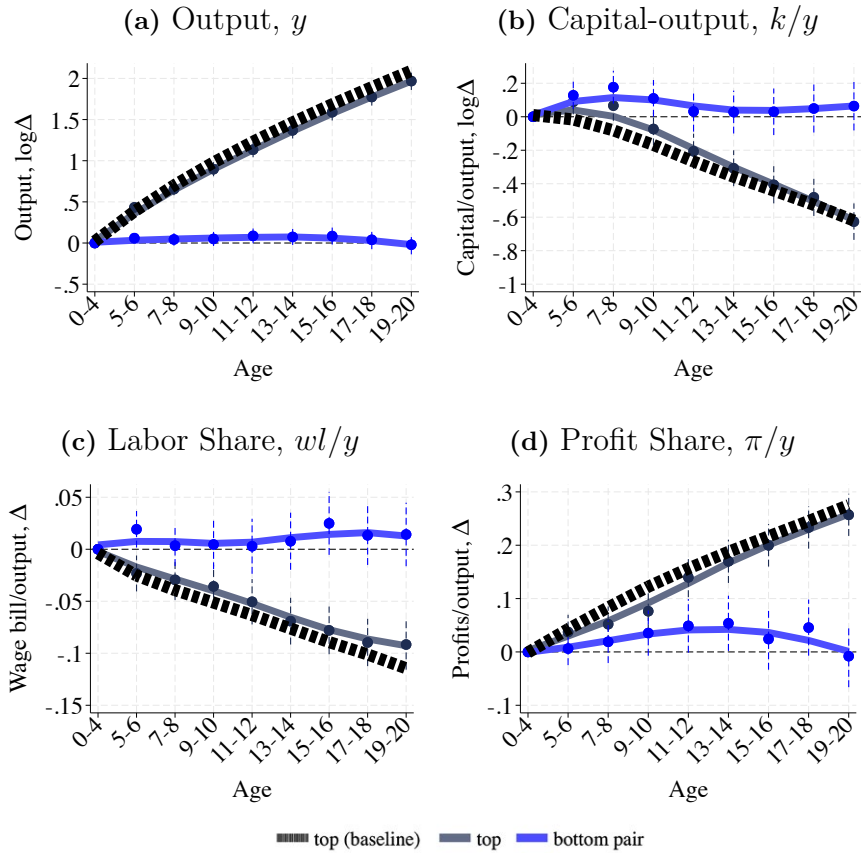 (a) Output, y
Output, logΔ
2
1.5
1
.5
0
-.5
0-4 5-6 7-8 9-10 11-12 13-14 15-16 17-18 19-20
Age
(b) Capital-output, k/y
Capital/output, logΔ
.2
0
-.2
-.4
-.6
-.8
-1
0-4 5-6 7-8 9-10 11-12 13-14 15-16 17-18 19-20
Age
(c) Labor Share, wl/y
Wage bill/output, Δ
.05
0
-.05
-.1
-.15
0-4 5-6 7-8 9-10 11-12 13-14 15-16 17-18 19-20
Age
(d) Profit Share, π/y
Profits/output, Δ
.3
.2
.1
0
-.1
0-4 5-6 7-8 9-10 11-12 13-14 15-16 17-18 19-20
Age
top (baseline) top bottom pair